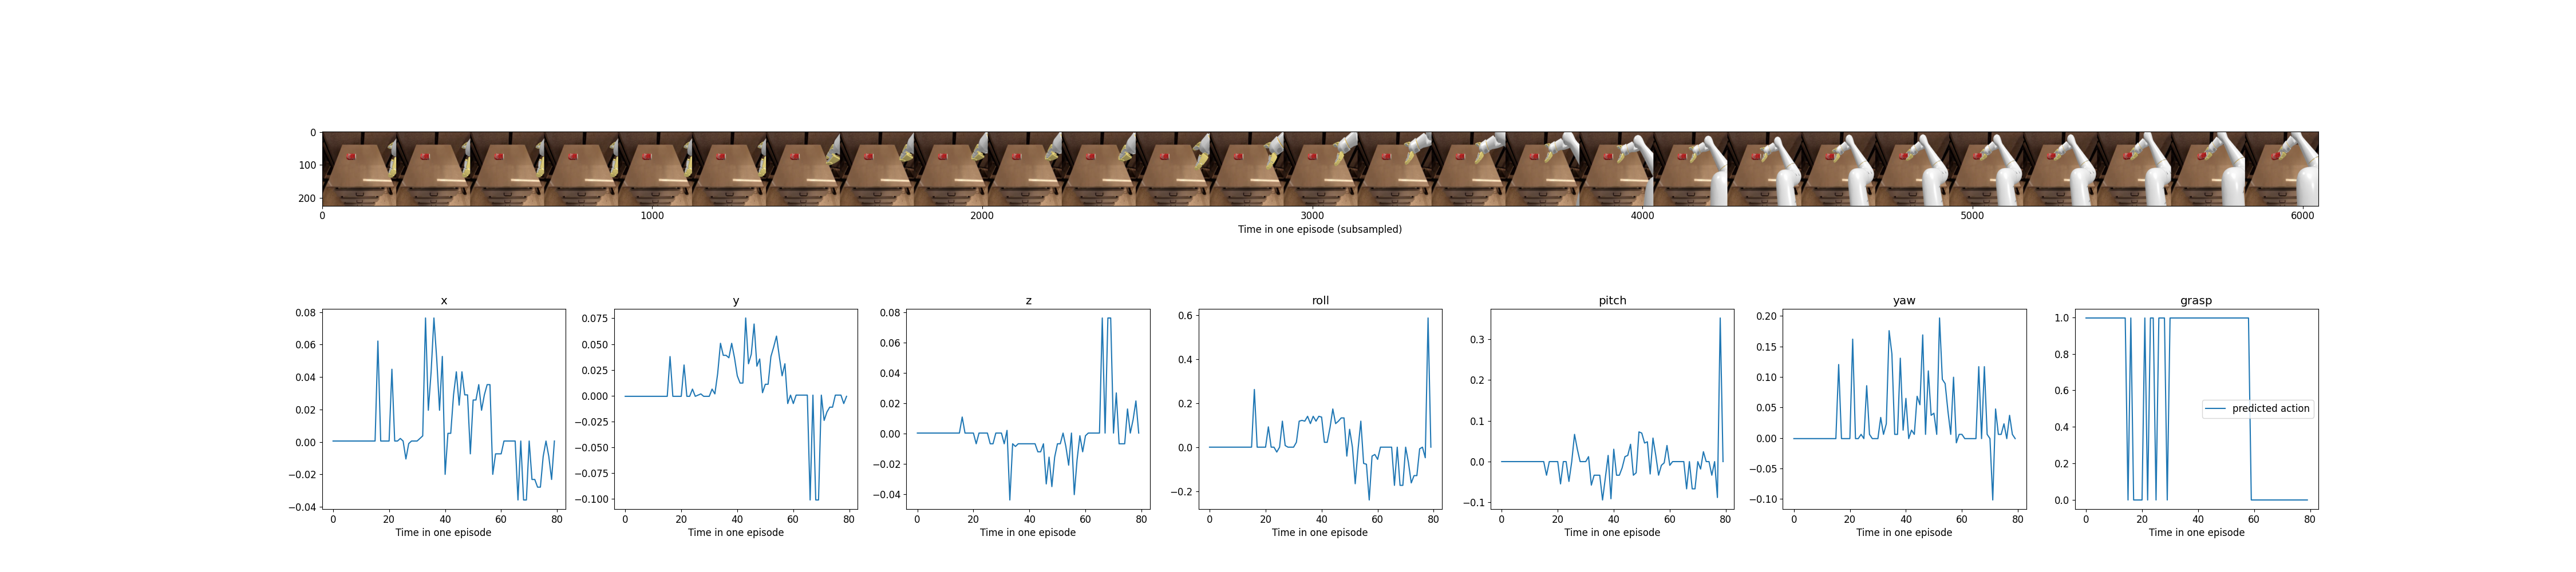 0
100
200
0 1000 2000 3000 4000 5000 6000
Time in one episode (subsampled)
x
0.08
0.06
0.04
0.02
0.00
−0.02
−0.04
0 20 40 60 80
Time in one episode
y
0.075
0.050
0.025
0.000
−0.025
−0.050
−0.075
−0.100
0 20 40 60 80
Time in one episode
z
0.08
0.06
0.04
0.02
0.00
−0.02
−0.04
0 20 40 60 80
Time in one episode
roll
0.6
0.4
0.2
0.0
−0.2
0 20 40 60 80
Time in one episode
pitch
0.3
0.2
0.1
0.0
−0.1
0 20 40 60 80
Time in one episode
yaw
0.20
0.15
0.10
0.05
0.00
−0.05
−0.10
0 20 40 60 80
Time in one episode
grasp
1.0
0.8
0.6
0.4
0.2
0.0
predicted action
0 20 40 60 80
Time in one episode